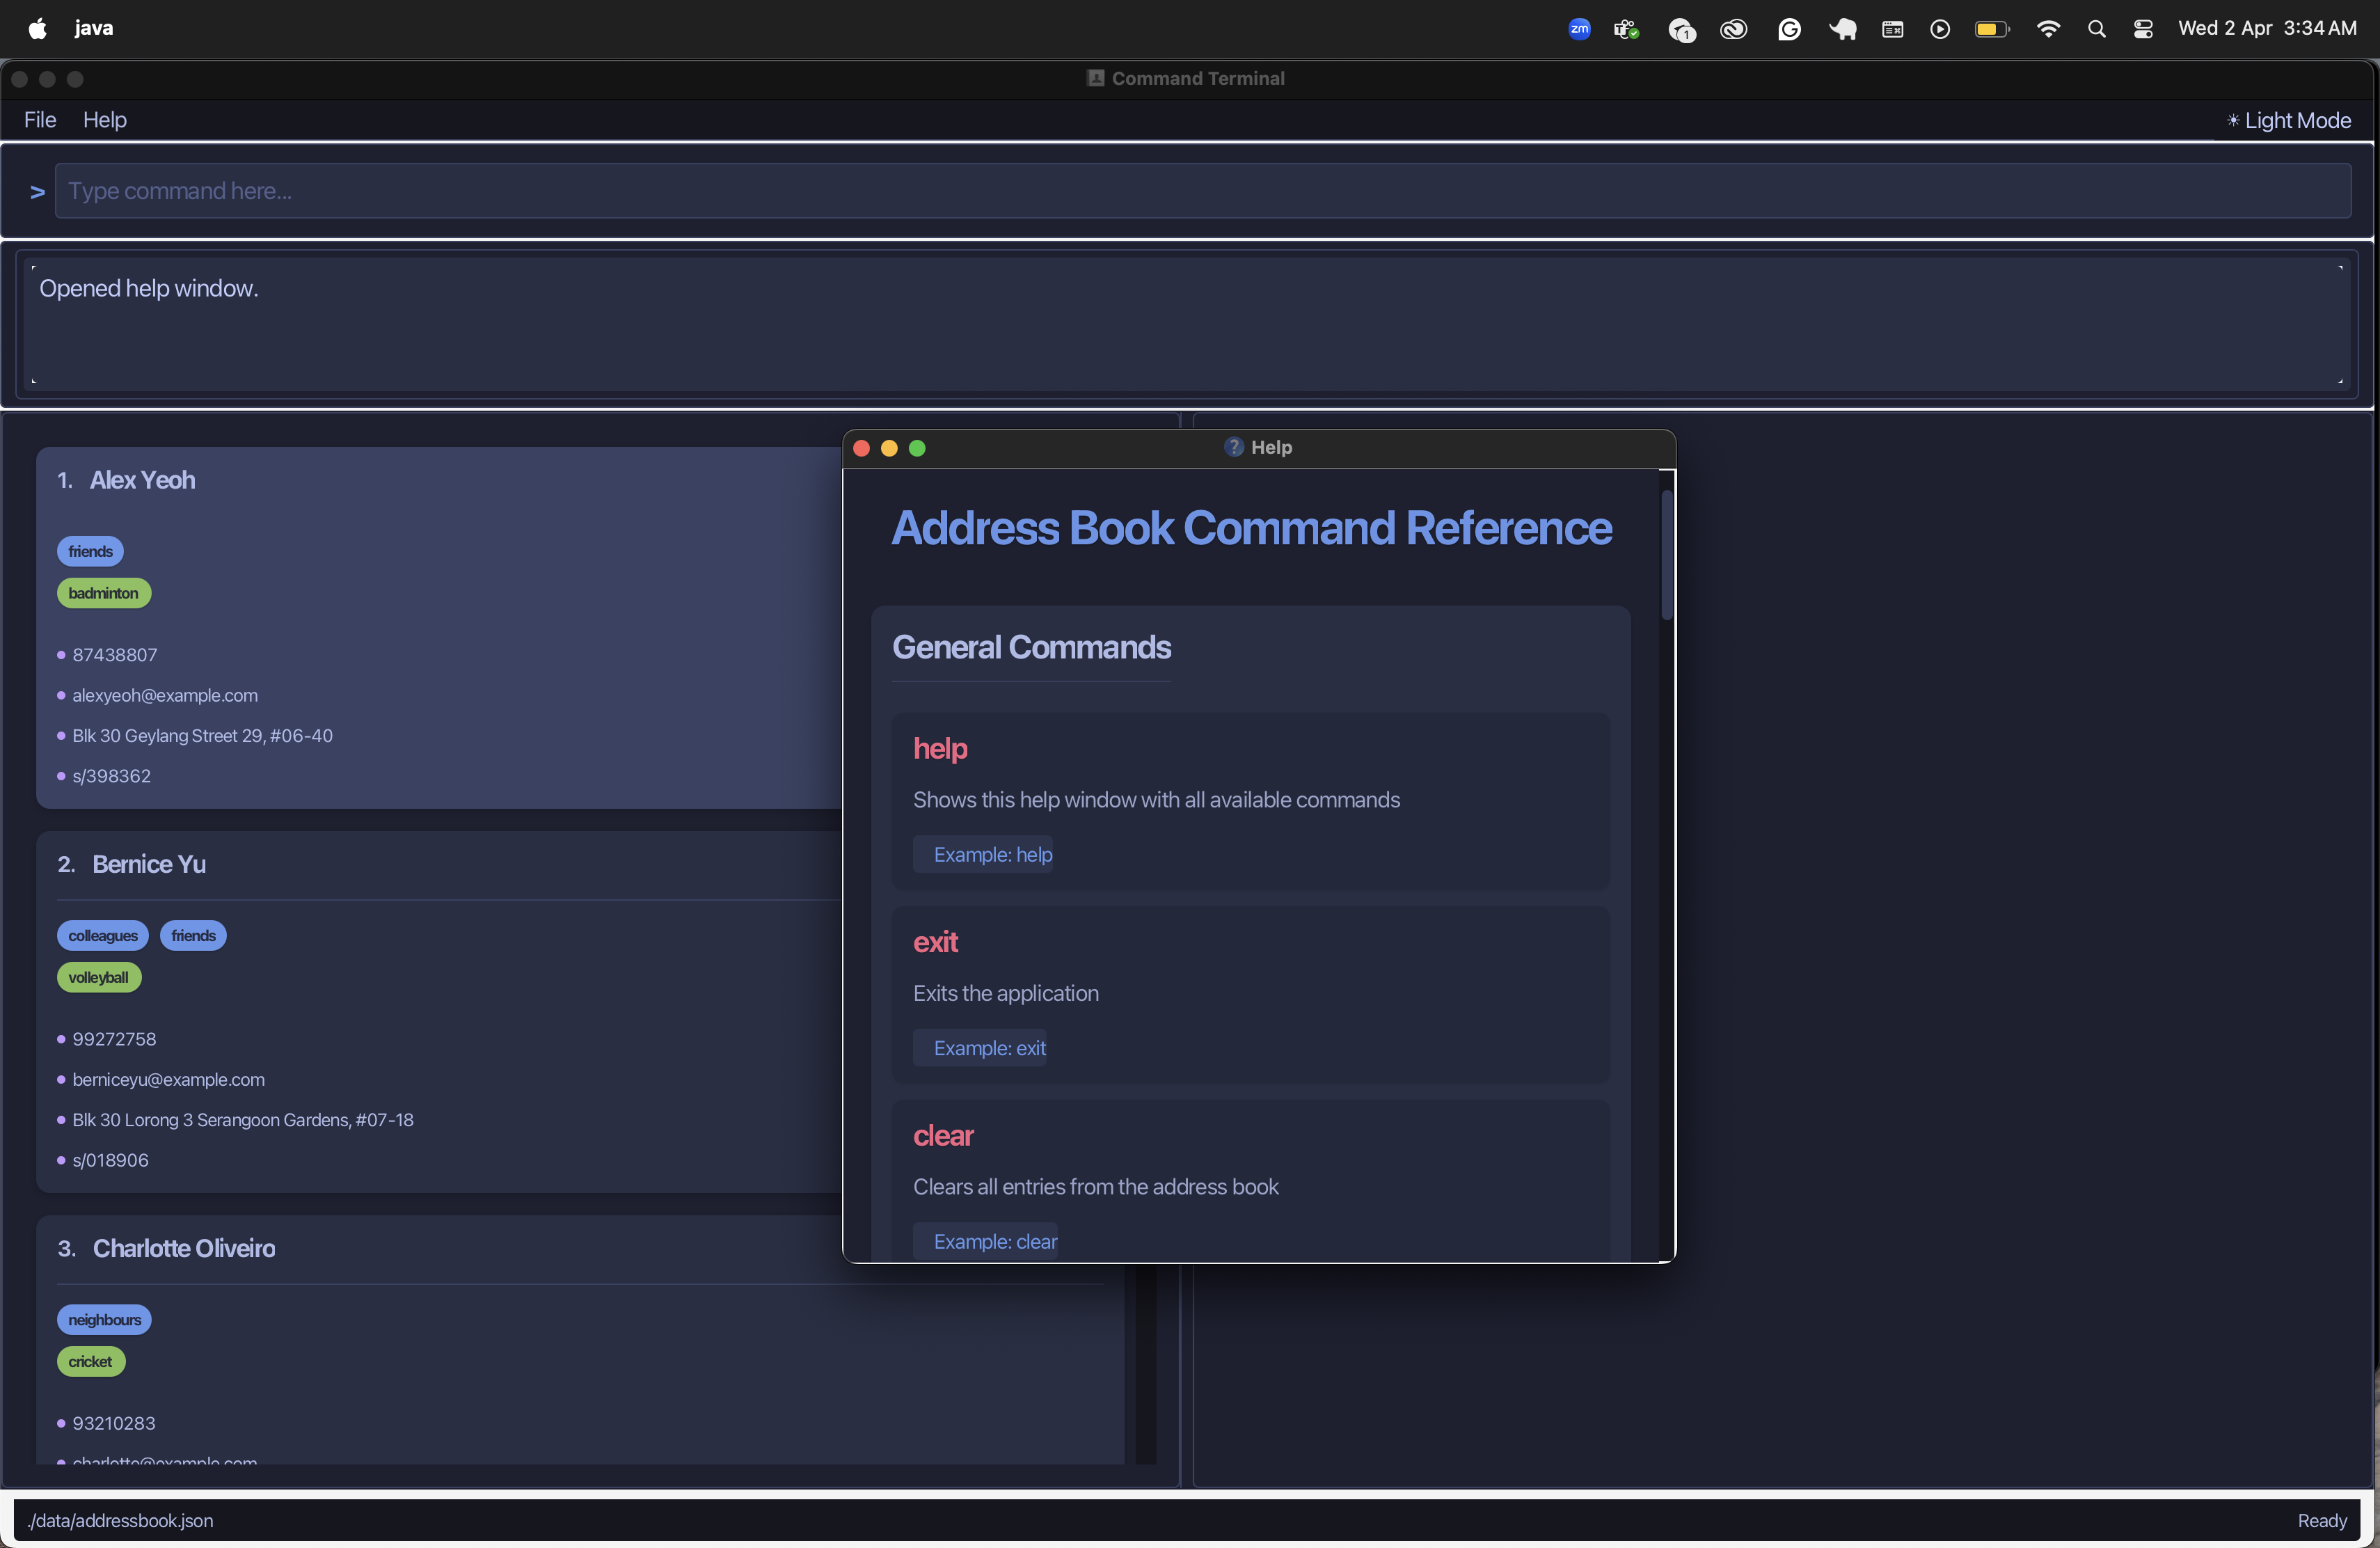 java
zm
1
Wed 2 Apr 3:34 AM
Command Terminal
File Help
Light Mode
> Type command here...
Opened help window.
1. Alex Yeoh
friends
badminton
87438807
alexyeoh@example.com
Blk 30 Geylang Street 29, #06-40
s/398362
2. Bernice Yu
colleagues friends
volleyball
99272758
berniceyu@example.com
Blk 30 Lorong 3 Serangoon Gardens, #07-18
s/018906
3. Charlotte Oliveiro
neighbours
cricket
93210283
charlotte@example.com
? Help
Address Book Command Reference
General Commands
help
Shows this help window with all available commands
Example: help
exit
Exits the application
Example: exit
clear
Clears all entries from the address book
Example: clear
./data/addressbook.json
Ready